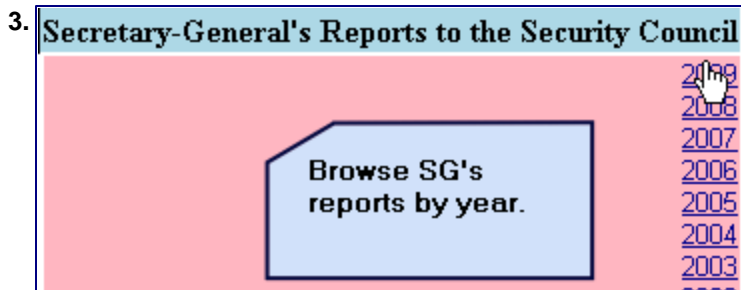 3.
Secretary-General's Reports to the Security Council
2009
2008
2007
Browse SG's
2006
reports by year.
2005
2004
2003